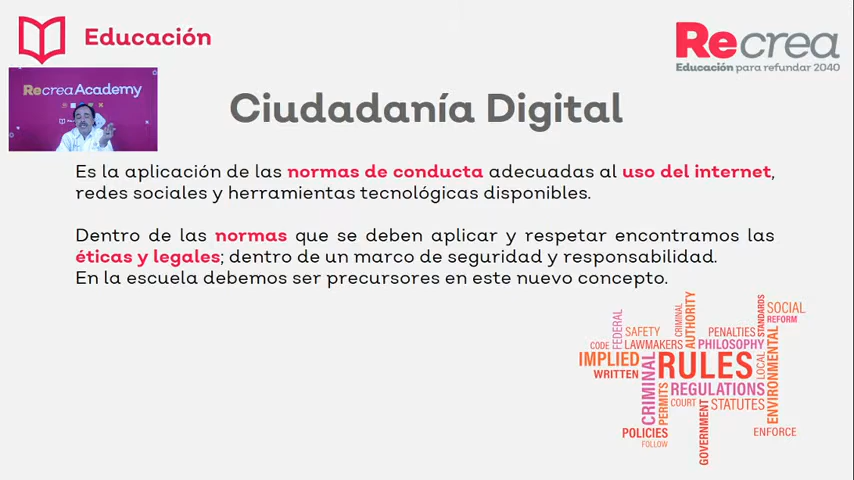 Educación
Recrea
Educación para refundar 2040
Recrea Academy
Ciudadanía Digital
Es la aplicación de las normas de conducta adecuadas al uso del internet,
redes sociales y herramientas tecnológicas disponibles.
Dentro de las normas que se deben aplicar y respetar encontramos las
éticas y legales; dentro de un marco de seguridad y responsabilidad.
En la escuela debemos ser precursores en este nuevo concepto.
FEDERAL
SAFETY
CRIMINAL
AUTHORITY
PENALTIES
STANDARDS
SOCIAL
REFORM
CODE
LAWMAKERS
PHILOSOPHY
IMPLIED
WRITTEN
CRIMINAL
RULES
LOCAL
ENVIRONMENTAL
REGULATIONS
PERMITS
COURT
STATUTES
POLICIES
FOLLOW
GOVERNMENT
ENFORCE